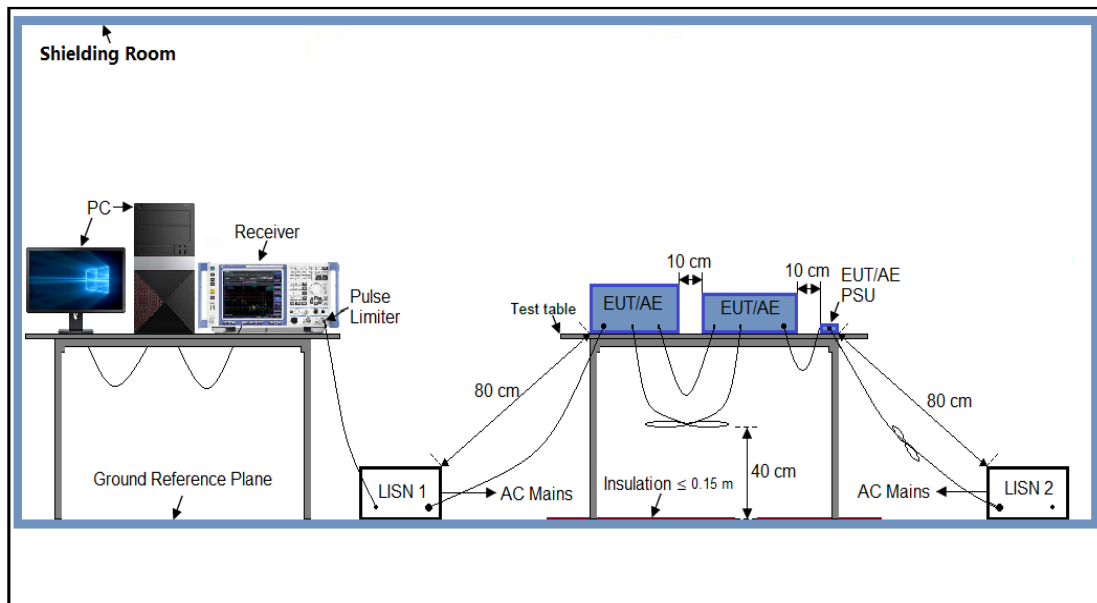 Shielding Room
PC
Receiver
Pulse
Limiter
10 cm
10 cm
EUT/AE
PSU
EUT/AE
EUT/AE
Test table
80 cm
80 cm
40 cm
Ground Reference Plane
LISN 1
AC Mains
Insulation ≤ 0.15 m
AC Mains
LISN 2